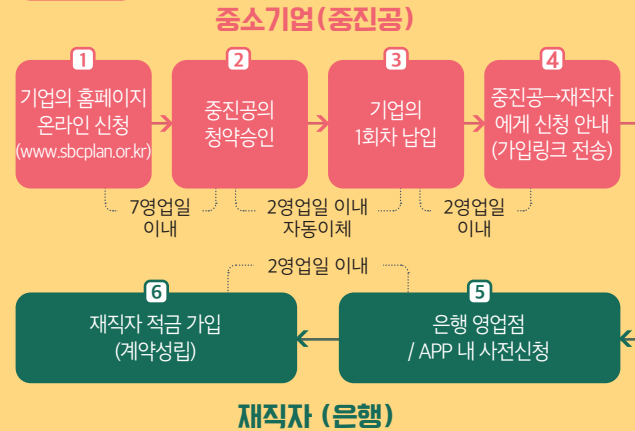 중소기업(중진공)
1
기업의 홈페이지
온라인 신청
(www.sbcplan.or.kr)
2
중진공의
청약승인
3
기업의
1회차 납입
4
중진공→재직자
에게 신청 안내
(가입링크 전송)
7영업일
이내
2영업일 이내
자동이체
2영업일
이내
2영업일 이내
6
재직자 적금 가입
(계약성립)
5
은행 영업점
/ APP 내 사전신청
재직자 (은행)